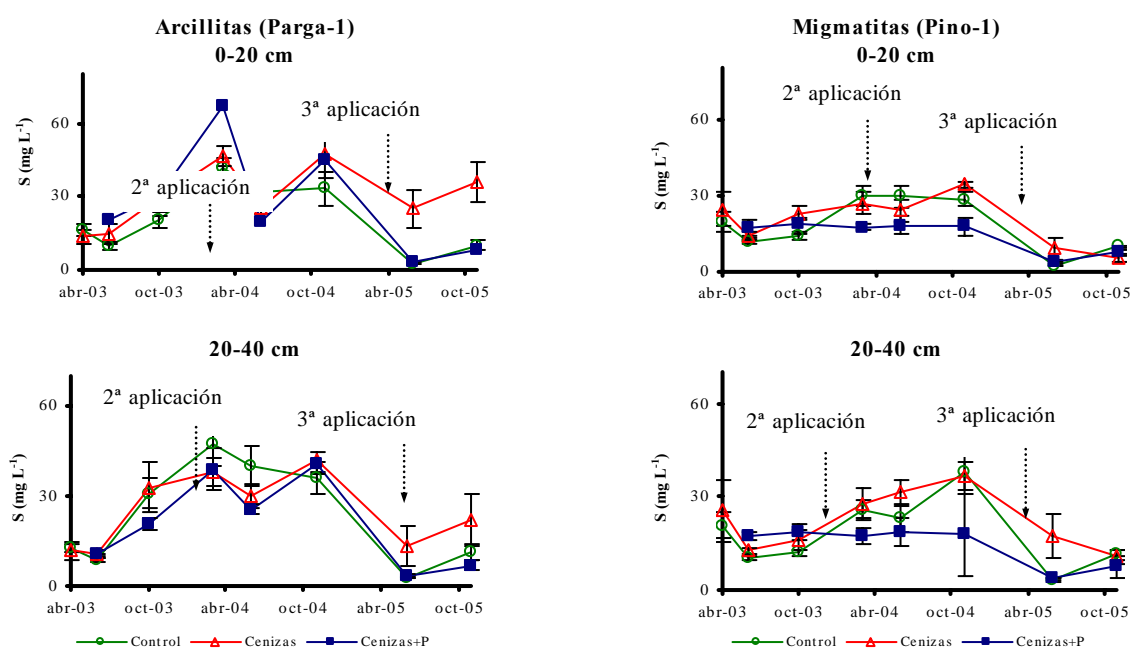 Arcillitas (Parga-1)
0-20 cm
S (mg L-1)
60
30
0
2ª aplicación
3ª aplicación
abr-03 oct-03 abr-04 oct-04 abr-05 oct-05
Migmatitas (Pino-1)
0-20 cm
S (mg L-1)
60
30
0
2ª aplicación
3ª aplicación
abr-03 oct-03 abr-04 oct-04 abr-05 oct-05
20-40 cm
S (mg L-1)
60
30
0
2ª aplicación
3ª aplicación
abr-03 oct-03 abr-04 oct-04 abr-05 oct-05
Control Cenizas Cenizas+P
20-40 cm
S (mg L-1)
60
30
0
2ª aplicación
3ª aplicación
abr-03 oct-03 abr-04 oct-04 abr-05 oct-05
Control Cenizas Cenizas+P